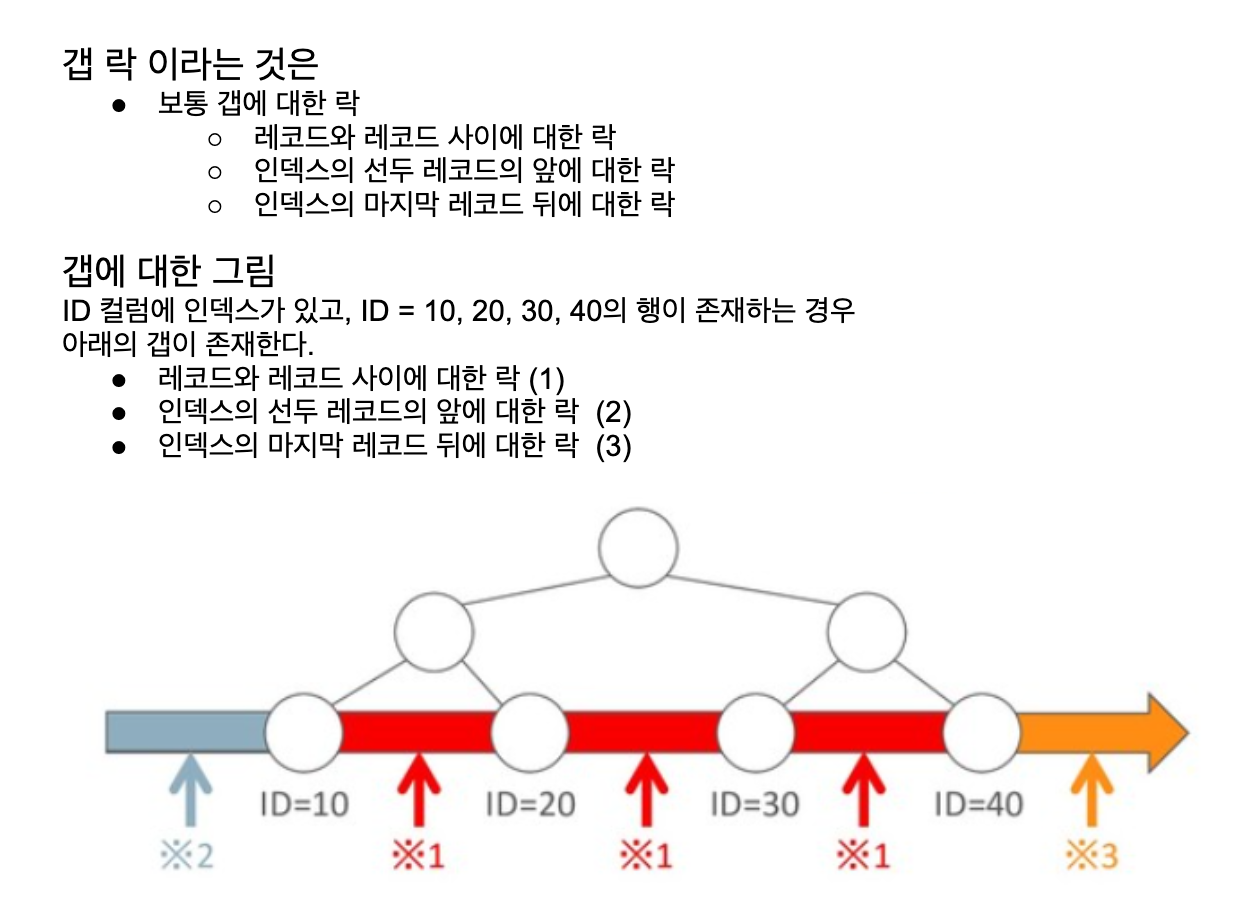 갭 락 이라는 것은
● 보통 갭에 대한 락
○ 레코드와 레코드 사이에 대한 락
○ 인덱스의 선두 레코드의 앞에 대한 락
○ 인덱스의 마지막 레코드 뒤에 대한 락
갭에 대한 그림
ID 컬럼에 인덱스가 있고, ID = 10, 20, 30, 40의 행이 존재하는 경우
아래의 갭이 존재한다.
● 레코드와 레코드 사이에 대한 락 (1)
● 인덱스의 선두 레코드의 앞에 대한 락 (2)
● 인덱스의 마지막 레코드 뒤에 대한 락 (3)
ID=10 ID=20 ID=30 ID=40
※2 ※1 ※1 ※1 ※3